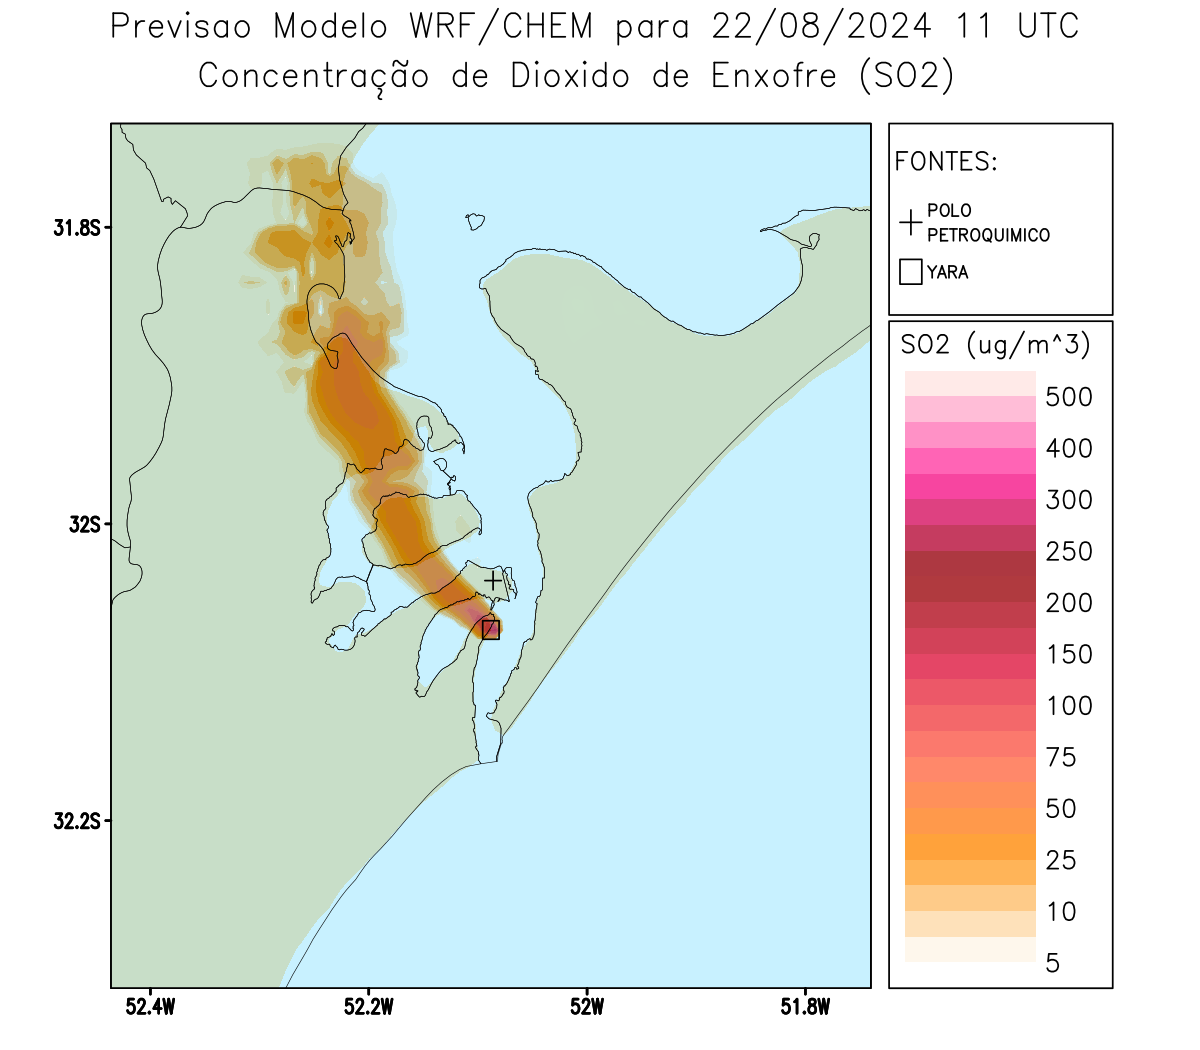 Previsao Modelo WRF/CHEM para 22/08/2024 11 UTC
Concentração de Dioxido de Enxofre (SO2)
FONTES:
POLO
PETROQUIMICO
YARA
SO2 (ug/m^3)
500
400
300
250
200
150
100
75
50
25
10
5
31.8S
32S
32.2S
52.4W
52.2W
52W
51.8W